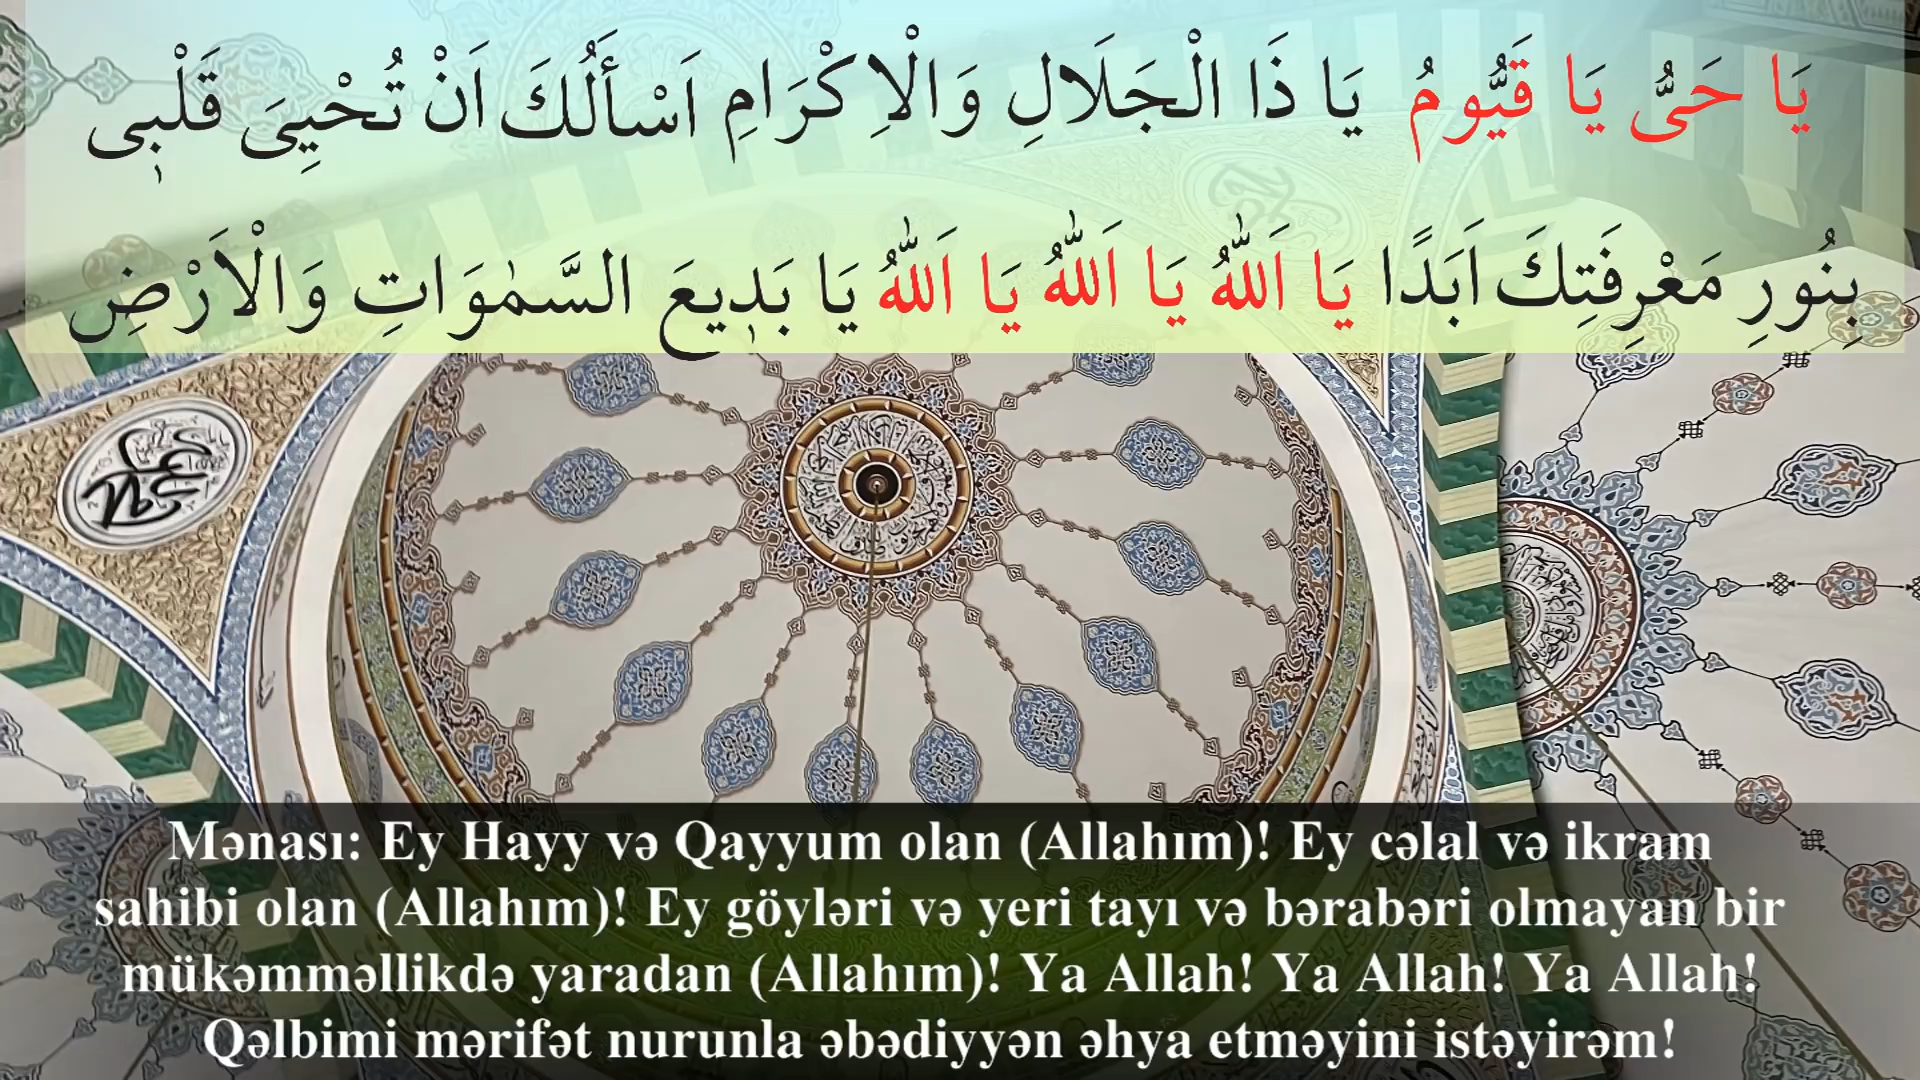 يَا حَىُّ يَا قَيُّومُ يَا ذَا الْجَلَالِ وَالْاِكْرَامِ اَسْأَلُكَ اَنْ تُحْيِىَ قَلْبٖى
بِنُورِ مَعْرِفَتِكَ اَبَدًا يَا اَللّٰهُ يَا اَللّٰهُ يَا اَللّٰهُ يَا بَدٖيعَ السَّمٰوَاتِ وَالْاَرْضِ
Mənası: Ey Hayy və Qayyum olan (Allahım)! Ey cəlal və ikram
sahibi olan (Allahım)! Ey göyləri və yeri tayı və bərabəri olmayan bir
mükəmməllikdə yaradan (Allahım)! Ya Allah! Ya Allah! Ya Allah!
Qəlbimi mərifət nurunla əbədiyyən əhya etməyini istəyirəm!